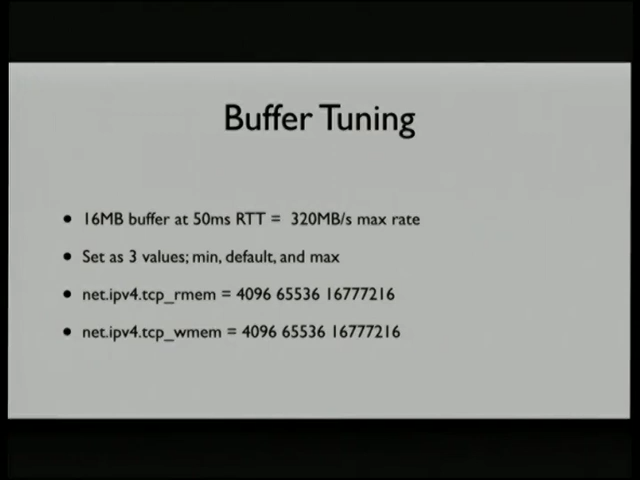 Buffer Tuning
• 16MB buffer at 50ms RTT = 320MB/s max rate
• Set as 3 values; min, default, and max
• net.ipv4.tcp_rmem = 4096 65536 16777216
• net.ipv4.tcp_wmem = 4096 65536 16777216